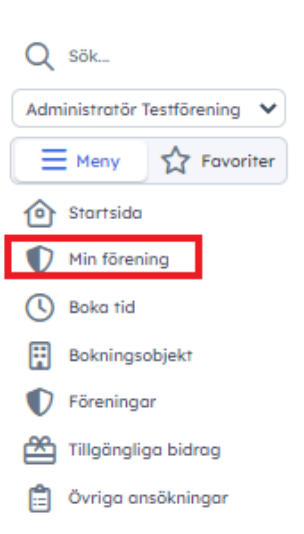 Sök...
Administratör Testförening
Meny Favoriter
Startsida
Min förening
Boka tid
Bokningsobjekt
Föreningar
Tillgängliga bidrag
Övriga ansökningar